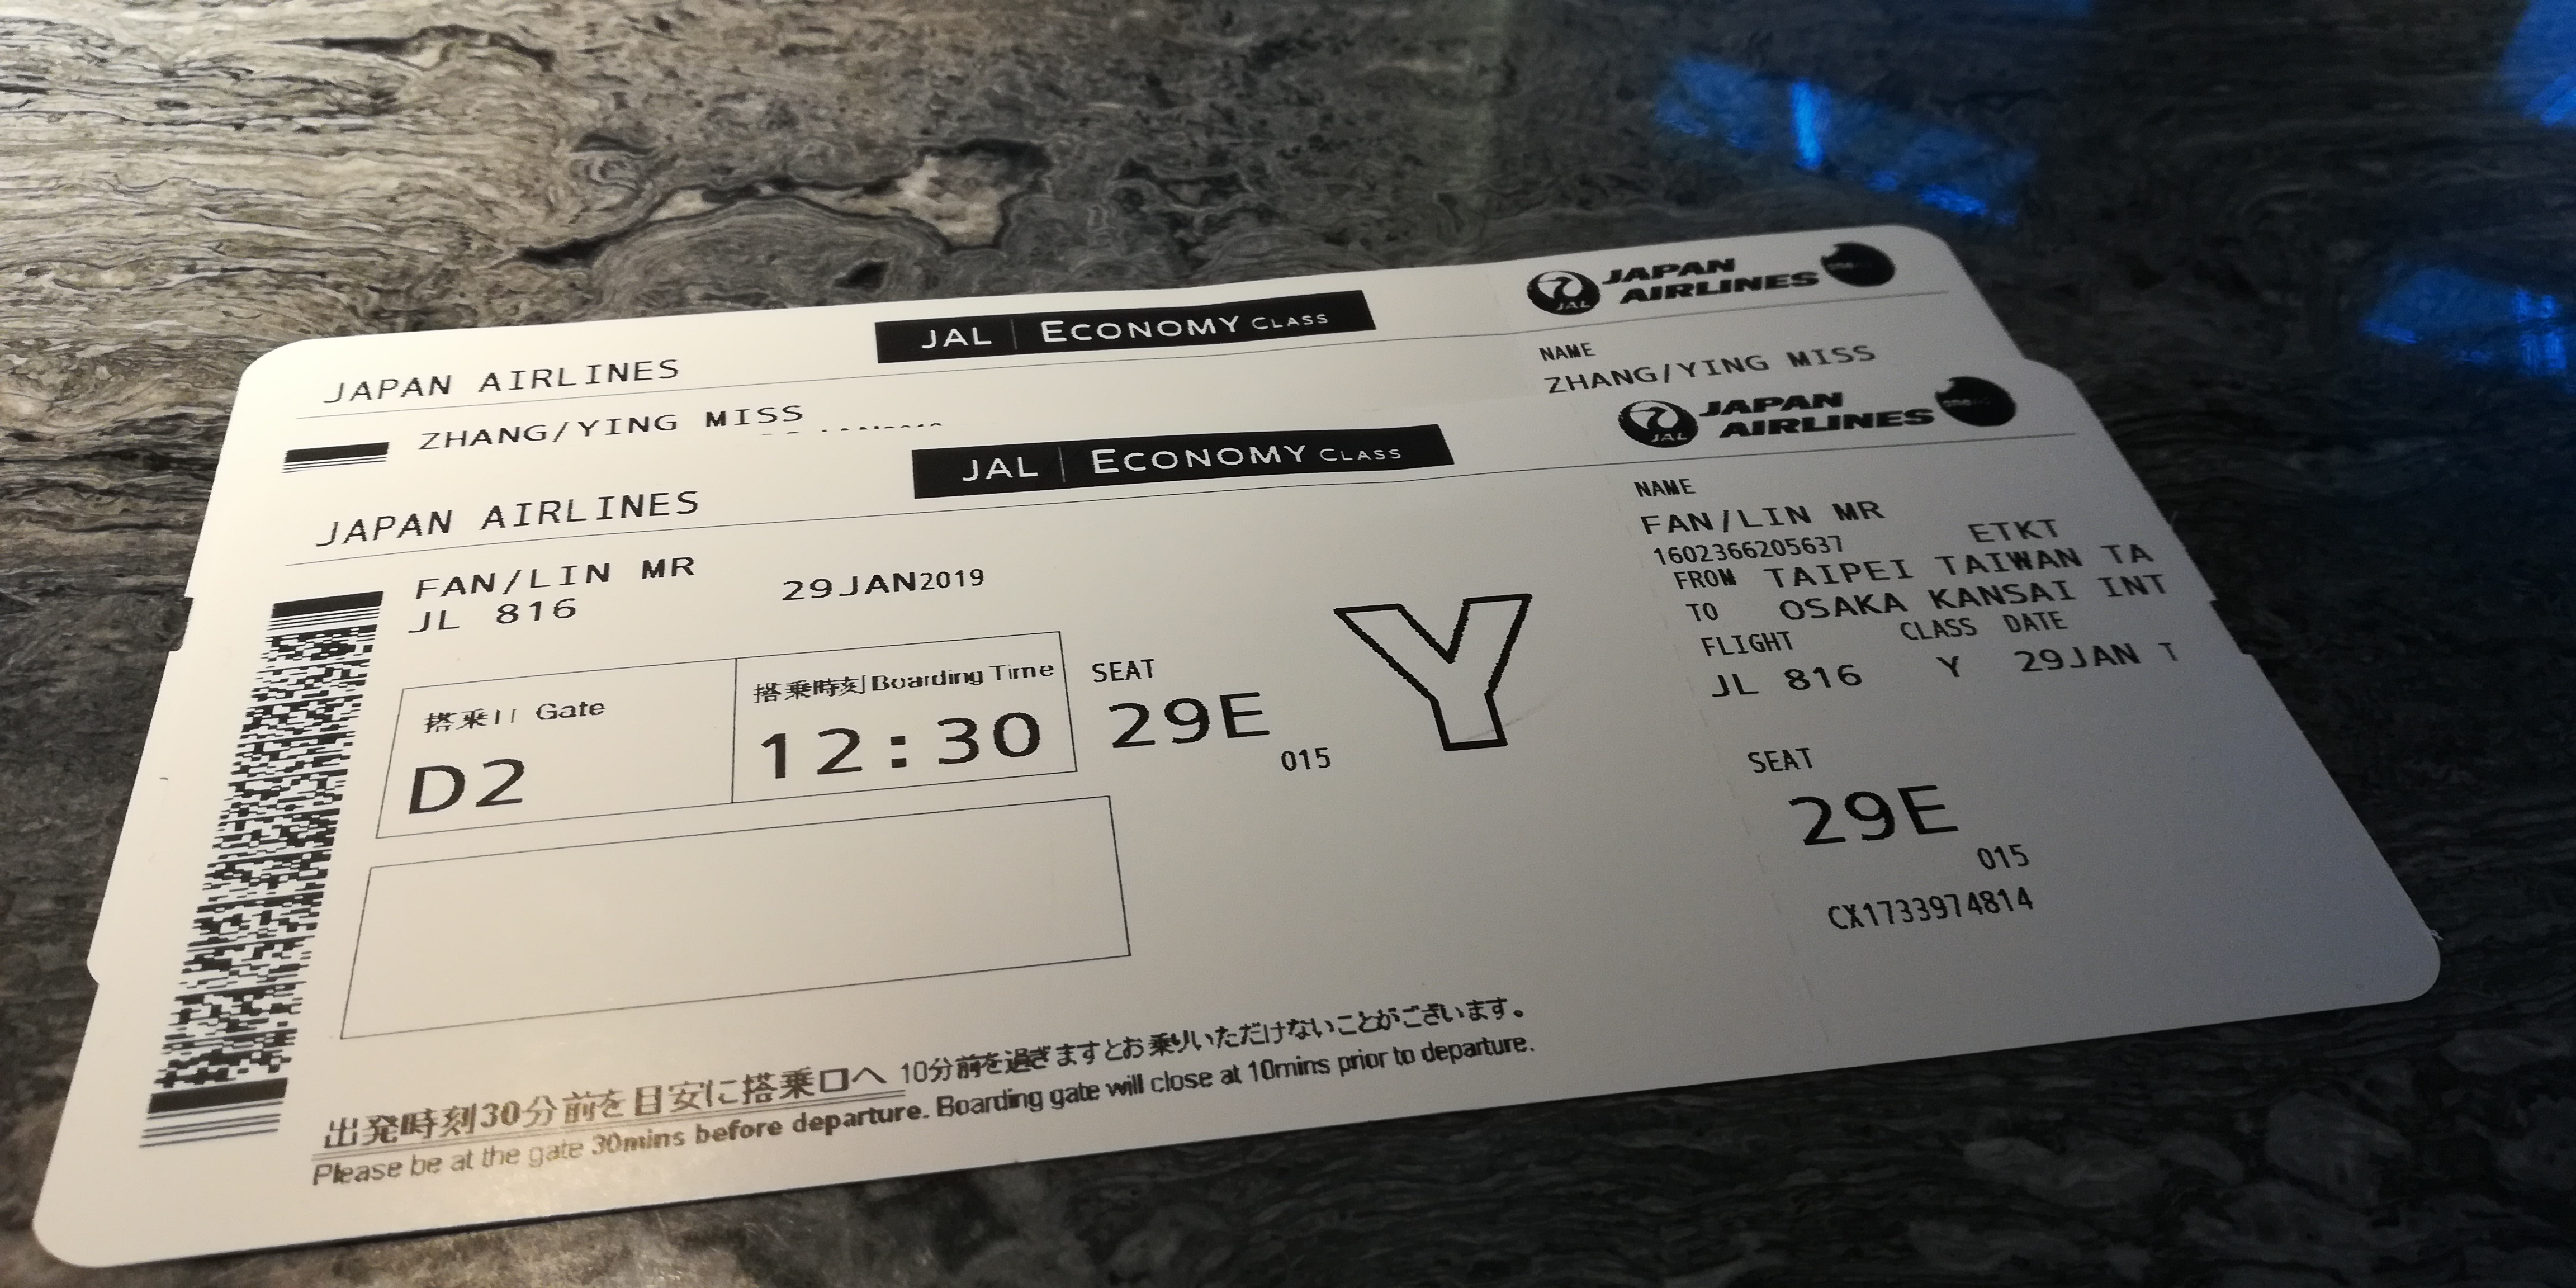 JAPAN AIRLINES
JAL ECONOMY CLASS
JAL JAPAN AIRLINES
ZHANG/YING MISS
NAME
ZHANG/YING MISS
JAPAN AIRLINES
JAL ECONOMY CLASS
JAL JAPAN AIRLINES
FAN/LIN MR
JL 816 29JAN2019
搭乗口 Gate
D2
搭乗時刻 Boarding Time
12:30
SEAT
29E
015
Y
出発時刻30分前を目安に搭乗口へ 10分前を過ぎますとお乗りいただけないことがございます。
Please be at the gate 30mins before departure. Boarding gate will close at 10mins prior to departure.
NAME
FAN/LIN MR
1602366205637 ETKT
FROM TAIPEI TAIWAN TA
TO OSAKA KANSAI INT
FLIGHT CLASS DATE
JL 816 Y 29JAN T
SEAT
29E
015
CX1733974814